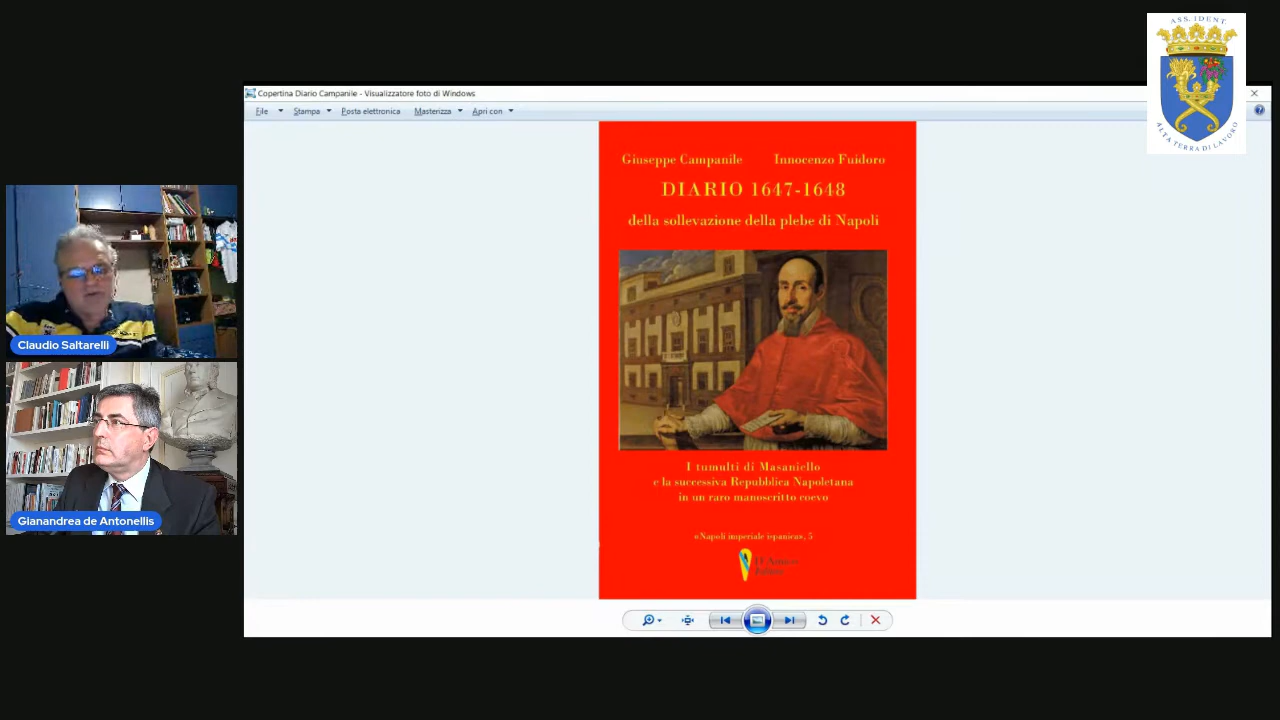 ASS. IDENT.
ALTA TERRA DI LAVORO
Copertina Diario Campanile - Visualizzatore foto di Windows
File Stampa Posta elettronica Masterizza Apri con
Giuseppe Campanile Innocenzo Fuidoro
DIARIO 1647-1648
della sollevazione della plebe di Napoli
I tumulti di Masaniello
e la successiva Repubblica Napoletana
in un raro manoscritto coevo
«Napoli imperiale ispanica», 5
D'Amico
Editore
Claudio Saltarelli
Gianandrea de Antonellis